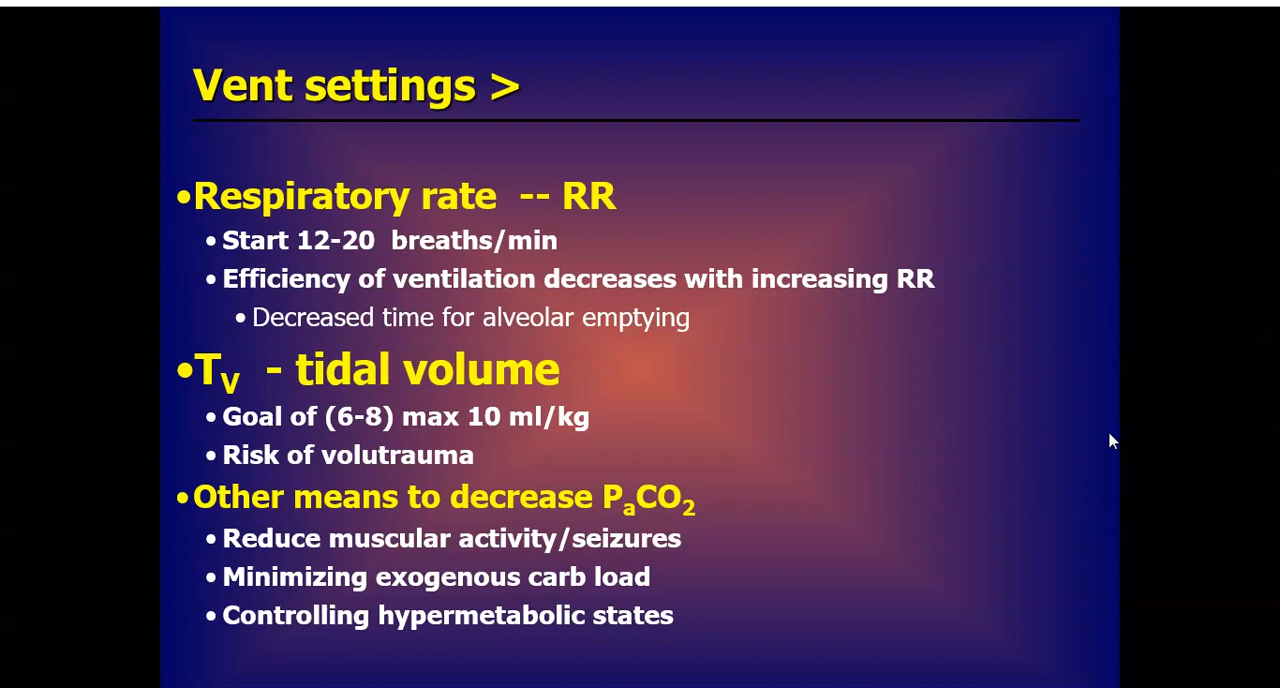 Vent settings >
•Respiratory rate -- RR
•Start 12-20 breaths/min
•Efficiency of ventilation decreases with increasing RR
•Decreased time for alveolar emptying
•TV - tidal volume
•Goal of (6-8) max 10 ml/kg
•Risk of volutrauma
•Other means to decrease PaCO2
•Reduce muscular activity/seizures
•Minimizing exogenous carb load
•Controlling hypermetabolic states